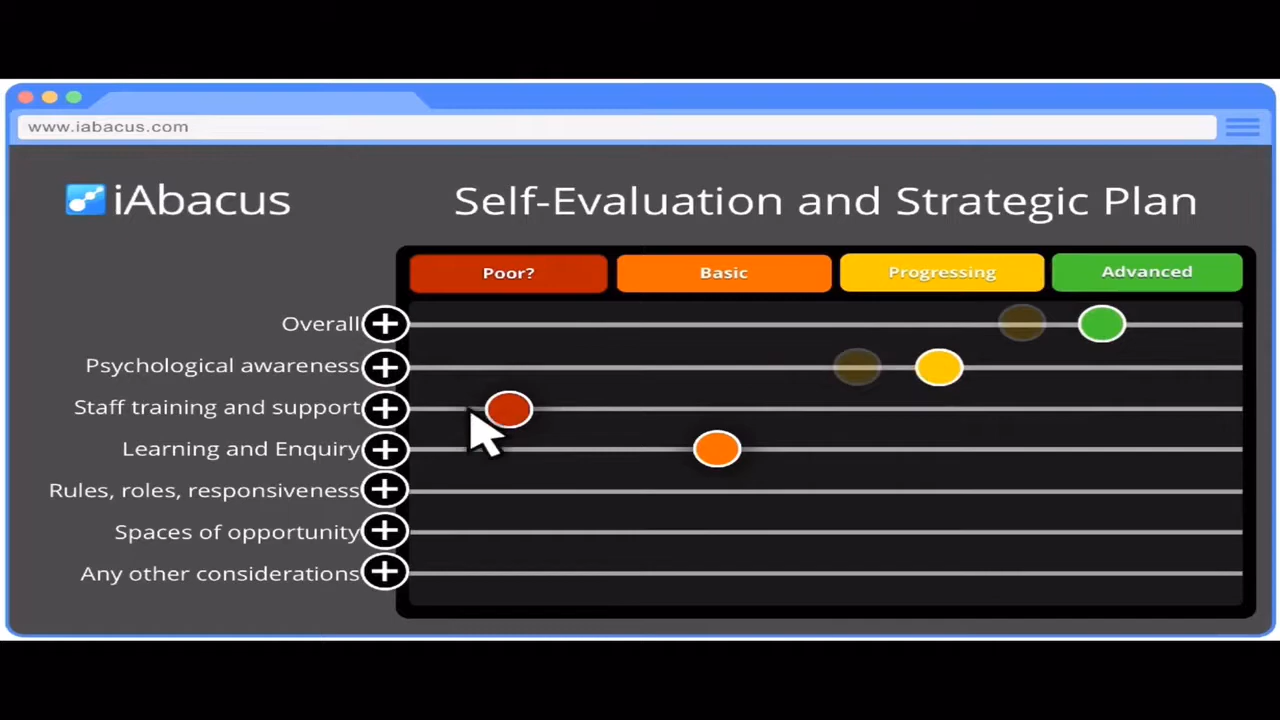 www.iabacus.com
iAbacus
Self-Evaluation and Strategic Plan
Poor? Basic Progressing Advanced
Overall
Psychological awareness
Staff training and support
Learning and Enquiry
Rules, roles, responsiveness
Spaces of opportunity
Any other considerations